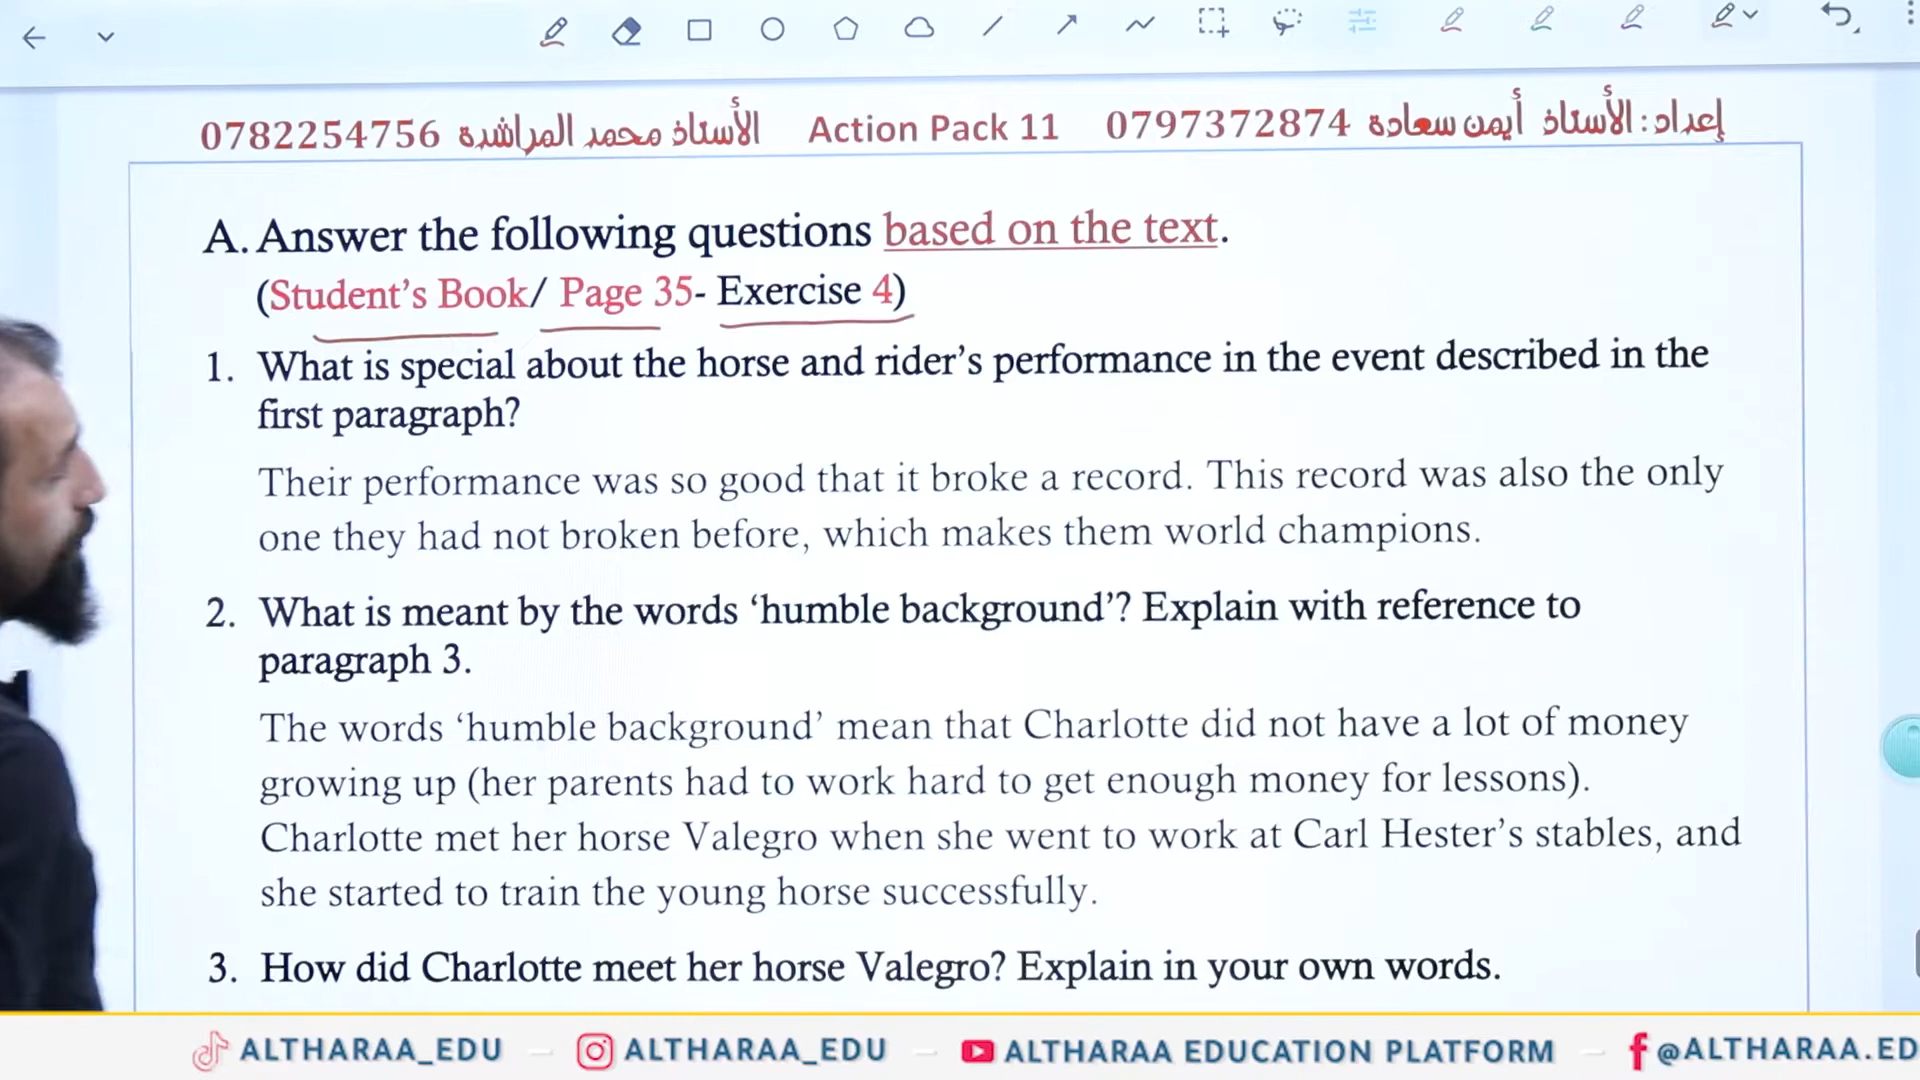 0782254756 الأستاذ محمد المراشدة Action Pack 11 0797372874 إعداد: الأستاذ أيمن سعادة
A. Answer the following questions based on the text.
(Student's Book/ Page 35- Exercise 4)
1. What is special about the horse and rider's performance in the event described in the
first paragraph?
Their performance was so good that it broke a record. This record was also the only
one they had not broken before, which makes them world champions.
2. What is meant by the words ‘humble background’? Explain with reference to
paragraph 3.
The words ‘humble background’ mean that Charlotte did not have a lot of money
growing up (her parents had to work hard to get enough money for lessons).
Charlotte met her horse Valegro when she went to work at Carl Hester’s stables, and
she started to train the young horse successfully.
3. How did Charlotte meet her horse Valegro? Explain in your own words.
ALTHARAA_EDU – ALTHARAA_EDU – ALTHARAA EDUCATION PLATFORM – @ALTHARAA.ED